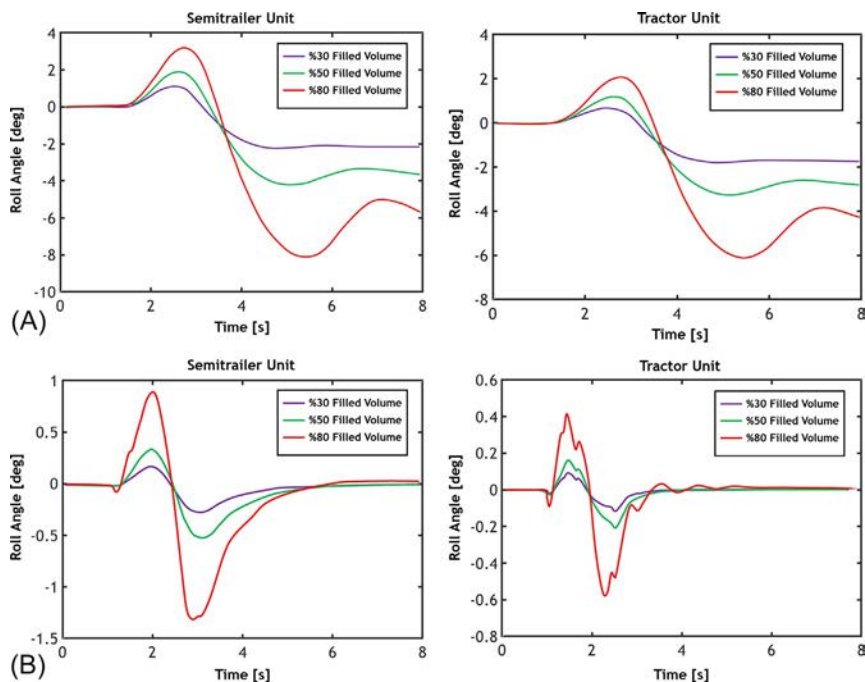 Semitrailer Unit
4
2
0
-2
-4
-6
-8
-10
Roll Angle [deg]
%30 Filled Volume
%50 Filled Volume
%80 Filled Volume
0
2
4
6
8
Time [s]
(A)
Tractor Unit
4
2
0
-2
-4
-6
-8
Roll Angle [deg]
%30 Filled Volume
%50 Filled Volume
%80 Filled Volume
0
2
4
6
8
Time [s]
Semitrailer Unit
1
0.5
0
-0.5
-1
-1.5
Roll Angle [deg]
%30 Filled Volume
%50 Filled Volume
%80 Filled Volume
0
2
4
6
8
Time [s]
(B)
Tractor Unit
0.6
0.4
0.2
0
-0.2
-0.4
-0.6
-0.8
Roll Angle [deg]
%30 Filled Volume
%50 Filled Volume
%80 Filled Volume
0
2
4
6
8
Time [s]